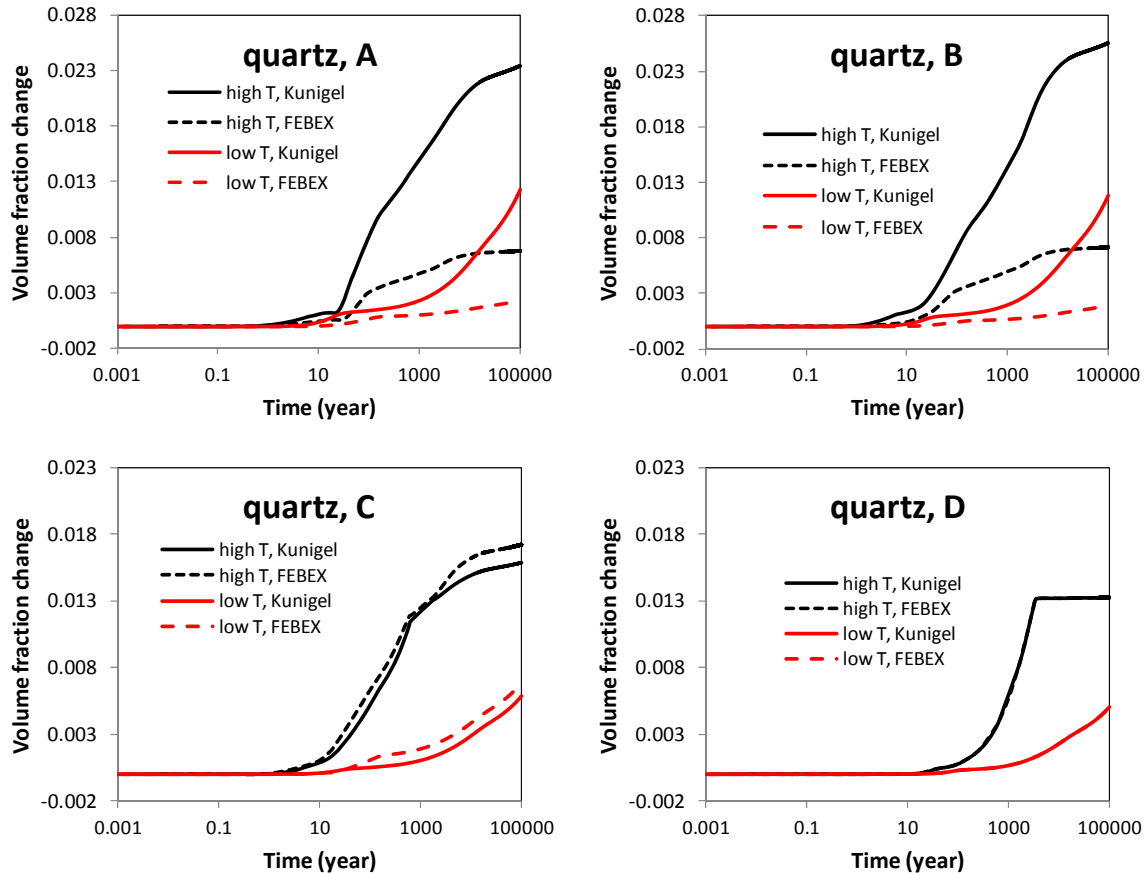 quartz, A
high T, Kunigel
high T, FEBEX
low T, Kunigel
low T, FEBEX
Volume fraction change
0.028
0.023
0.018
0.013
0.008
0.003
-0.002
0.001
0.1
10
1000
100000
Time (year)
quartz, B
high T, Kunigel
high T, FEBEX
low T, Kunigel
low T, FEBEX
Volume fraction change
0.028
0.023
0.018
0.013
0.008
0.003
-0.002
0.001
0.1
10
1000
100000
Time (year)
quartz, C
high T, Kunigel
high T, FEBEX
low T, Kunigel
low T, FEBEX
Volume fraction change
0.023
0.018
0.013
0.008
0.003
-0.002
0.001
0.1
10
1000
100000
Time (year)
quartz, D
high T, Kunigel
high T, FEBEX
low T, Kunigel
low T, FEBEX
Volume fraction change
0.023
0.018
0.013
0.008
0.003
-0.002
0.001
0.1
10
1000
100000
Time (year)